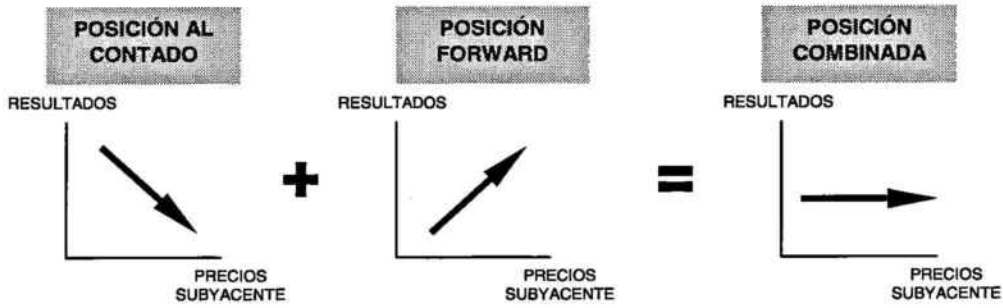 POSICIÓN AL
CONTADO
POSICIÓN
FORWARD
POSICIÓN
COMBINADA
RESULTADOS
RESULTADOS
RESULTADOS
PRECIOS
SUBYACENTE
PRECIOS
SUBYACENTE
PRECIOS
SUBYACENTE